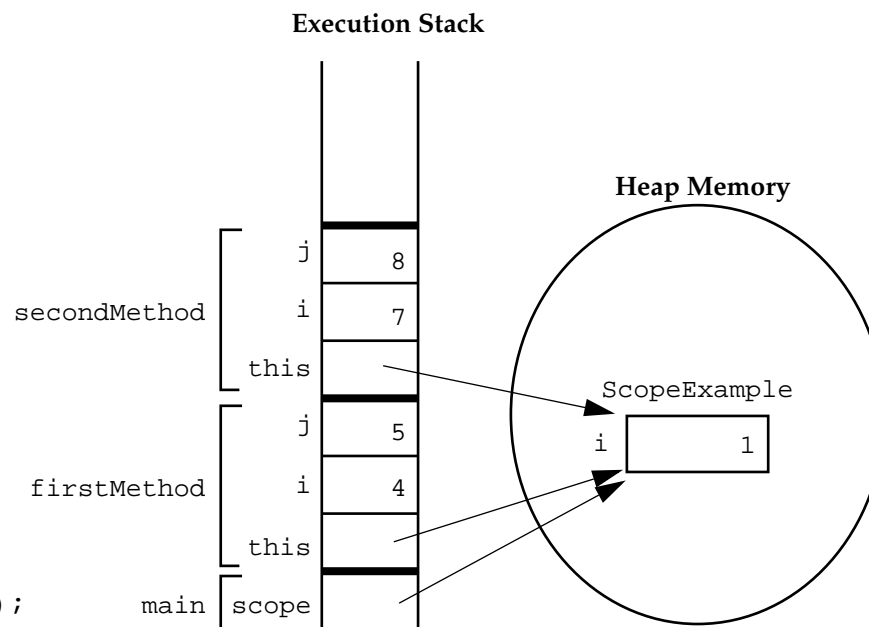 Execution Stack
Heap Memory
j 8
secondMethod i 7
this
ScopeExample
j 5
i 1
firstMethod i 4
this
); main scope